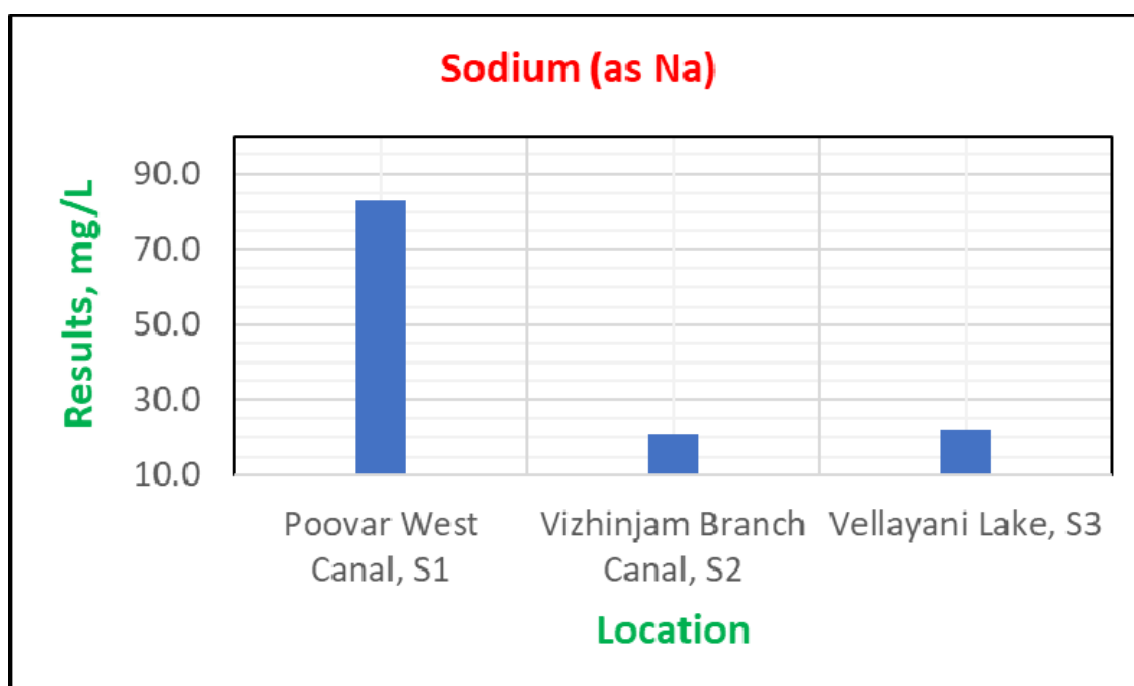 Sodium (as Na)
Results, mg/L
90.0
70.0
50.0
30.0
10.0
Poovar West
Canal, S1
Vizhinjam Branch
Canal, S2
Vellayani Lake, S3
Location